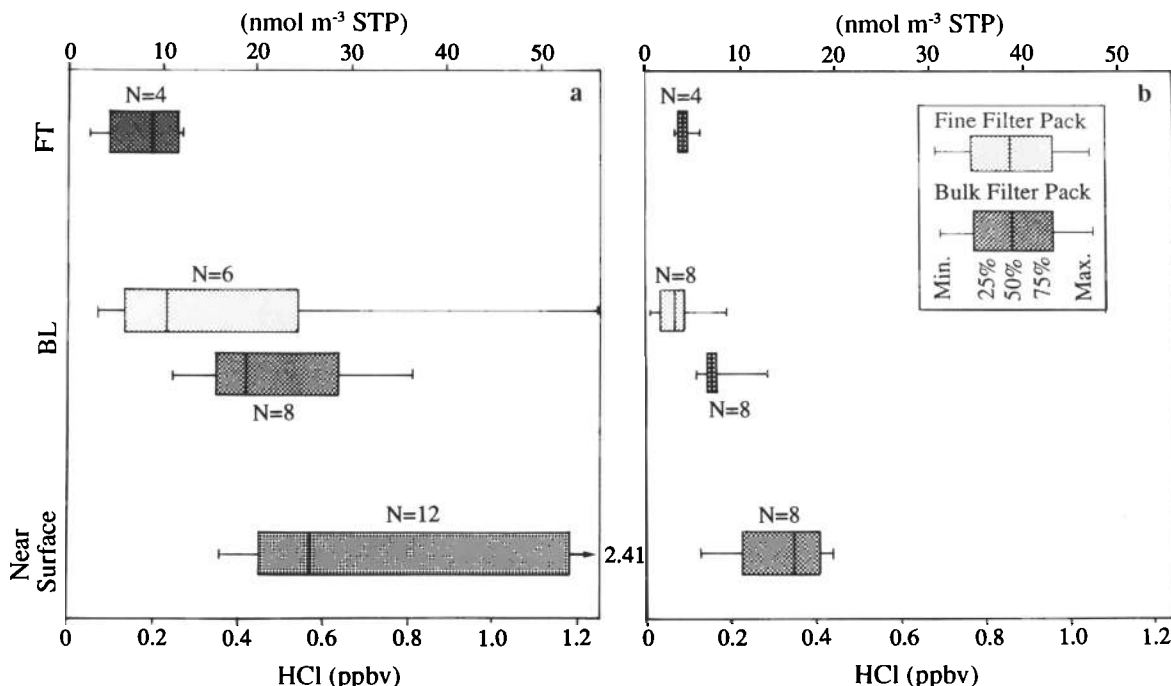 (nmol m⁻³ STP) (nmol m⁻³ STP)
0 10 20 30 40 50 0 10 20 30 40 50
a b
FT
N=4 N=4
Fine Filter Pack
Bulk Filter Pack
Min. 25% 50% 75% Max.
BL
N=6 N=8
N=8 N=8
Near
Surface
N=12 N=8
2.41
0 0.2 0.4 0.6 0.8 1.0 1.2 0 0.2 0.4 0.6 0.8 1.0 1.2
HCl (ppbv) HCl (ppbv)